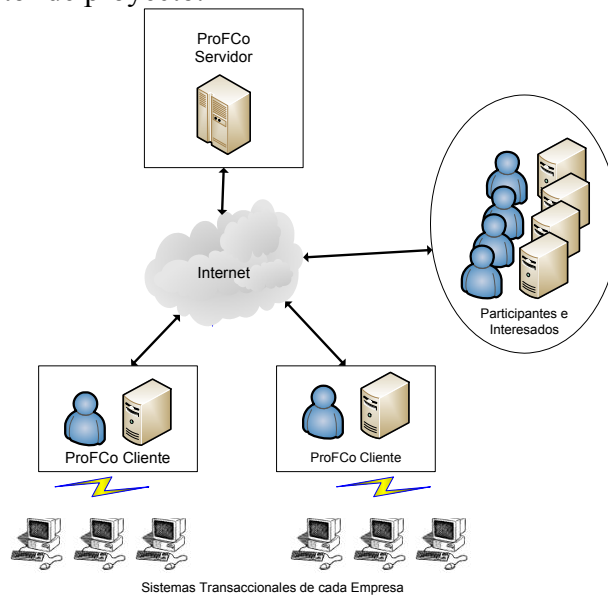 ProFCo
Servidor
Internet
Participantes e
Interesados
ProFCo Cliente
ProFCo Cliente
Sistemas Transaccionales de cada Empresa